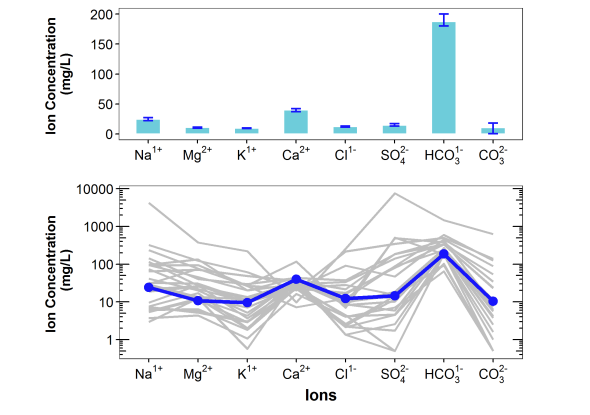 Ion Concentration
(mg/L)
200
150
100
50
0
Na1+ Mg2+ K1+ Ca2+ Cl1- SO42- HCO31- CO32-
Ion Concentration
(mg/L)
10000
1000
100
10
1
Na1+ Mg2+ K1+ Ca2+ Cl1- SO42- HCO31- CO32-
Ions